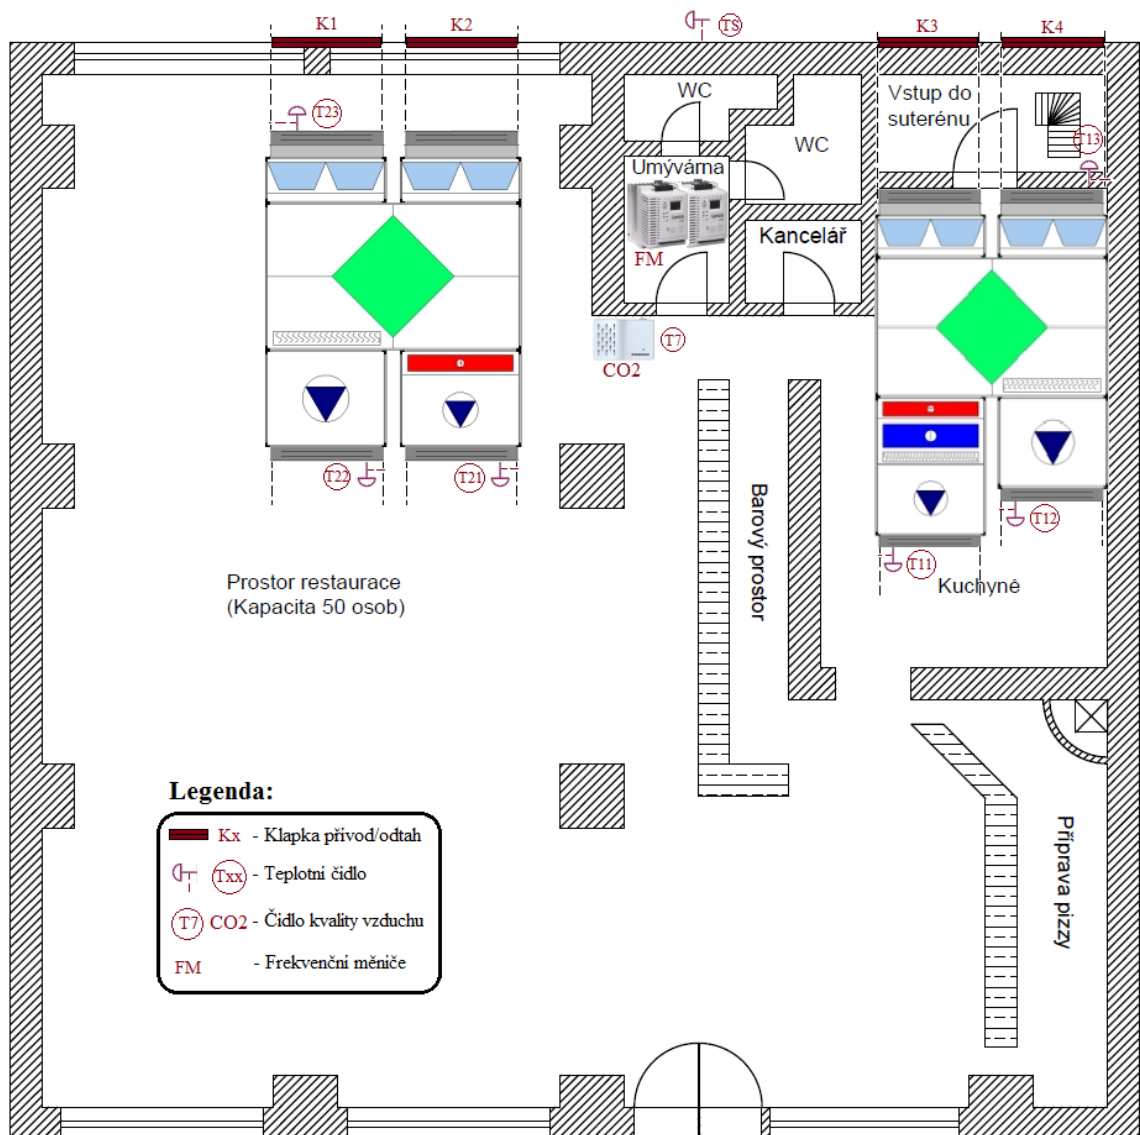 K1
K2
TS
K3
K4
T23
WC
Vstup do
suterénu
WC
T13
Umývárna
FM
Kancelář
T7
CO2
T22
T21
T12
T11
Kuchyně
Barový prostor
Prostor restaurace
(Kapacita 50 osob)
Příprava pizzy
Legenda:
Kx - Klapka přívod/odtah
Txx - Teplotní čidlo
T7 CO2 - Čidlo kvality vzduchu
FM - Frekvenční měniče